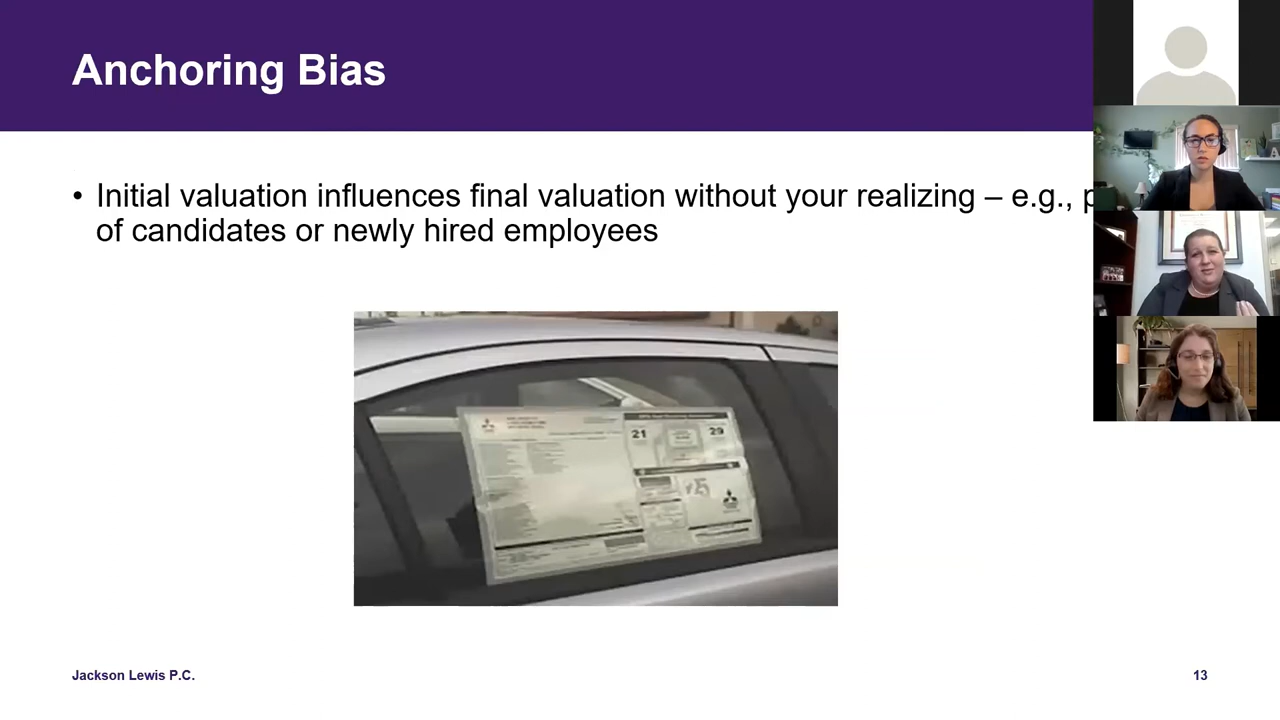 Anchoring Bias
• Initial valuation influences final valuation without your realizing – e.g., p
of candidates or newly hired employees
21
29
Jackson Lewis P.C.
13